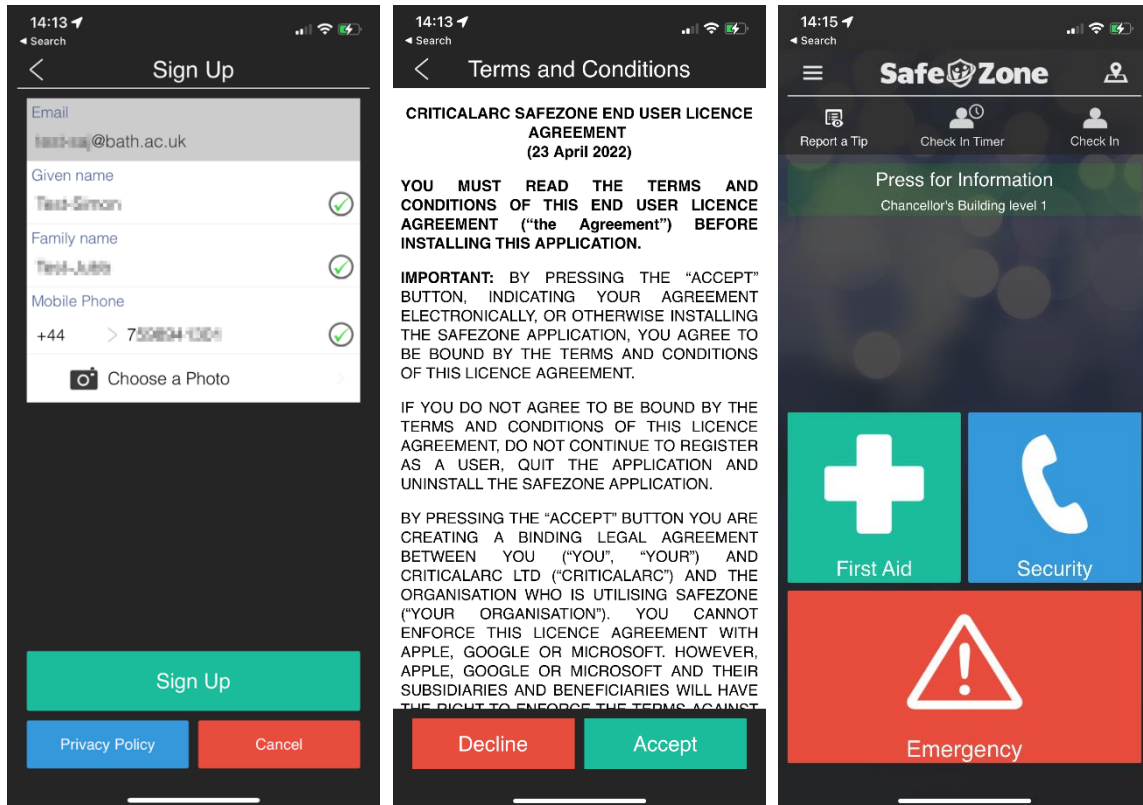 14:13
Search
Sign Up
Email
@bath.ac.uk
Given name
Family name
Mobile Phone
+44 > 7
Choose a Photo
Sign Up
Privacy Policy
Cancel
14:13
Search
Terms and Conditions
CRITICALARC SAFEZONE END USER LICENCE
AGREEMENT
(23 April 2022)
YOU MUST READ THE TERMS AND
CONDITIONS OF THIS END USER LICENCE
AGREEMENT (“the Agreement”) BEFORE
INSTALLING THIS APPLICATION.
IMPORTANT: BY PRESSING THE “ACCEPT”
BUTTON, INDICATING YOUR AGREEMENT
ELECTRONICALLY, OR OTHERWISE INSTALLING
THE SAFEZONE APPLICATION, YOU AGREE TO
BE BOUND BY THE TERMS AND CONDITIONS
OF THIS LICENCE AGREEMENT.
IF YOU DO NOT AGREE TO BE BOUND BY THE
TERMS AND CONDITIONS OF THIS LICENCE
AGREEMENT, DO NOT CONTINUE TO REGISTER
AS A USER, QUIT THE APPLICATION AND
UNINSTALL THE SAFEZONE APPLICATION.
BY PRESSING THE “ACCEPT” BUTTON YOU ARE
CREATING A BINDING LEGAL AGREEMENT
BETWEEN YOU (“YOU”, “YOUR”) AND
CRITICALARC LTD (“CRITICALARC”) AND THE
ORGANISATION WHO IS UTILISING SAFEZONE
(“YOUR ORGANISATION”). YOU CANNOT
ENFORCE THIS LICENCE AGREEMENT WITH
APPLE, GOOGLE OR MICROSOFT. HOWEVER,
APPLE, GOOGLE OR MICROSOFT AND THEIR
SUBSIDIARIES AND BENEFICIARIES WILL HAVE
THE RIGHT TO ENFORCE THE TERMS AGAINST
Decline
Accept
14:15
Search
SafeZone
Report a Tip
Check In Timer
Check In
Press for Information
Chancellor's Building level 1
First Aid
Security
Emergency